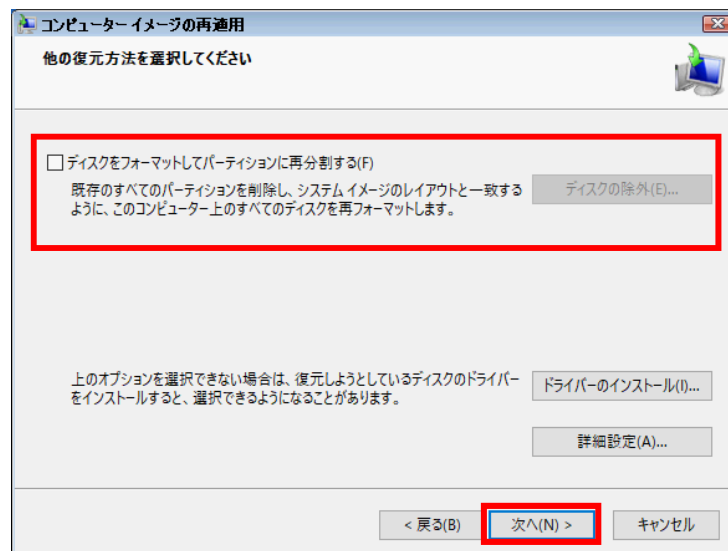 コンピューター イメージの再適用
他の復元方法を選択してください
ディスクをフォーマットしてパーティションに再分割する(F)
既存のすべてのパーティションを削除し、システム イメージのレイアウトと一致する
ように、このコンピューター上のすべてのディスクを再フォーマットします。
ディスクの除外(E)...
上のオプションを選択できない場合は、復元しようとしているディスクのドライバー
をインストールすると、選択できるようになることがあります。
ドライバーのインストール(I)...
詳細設定(A)...
< 戻る(B)
次へ(N) >
キャンセル